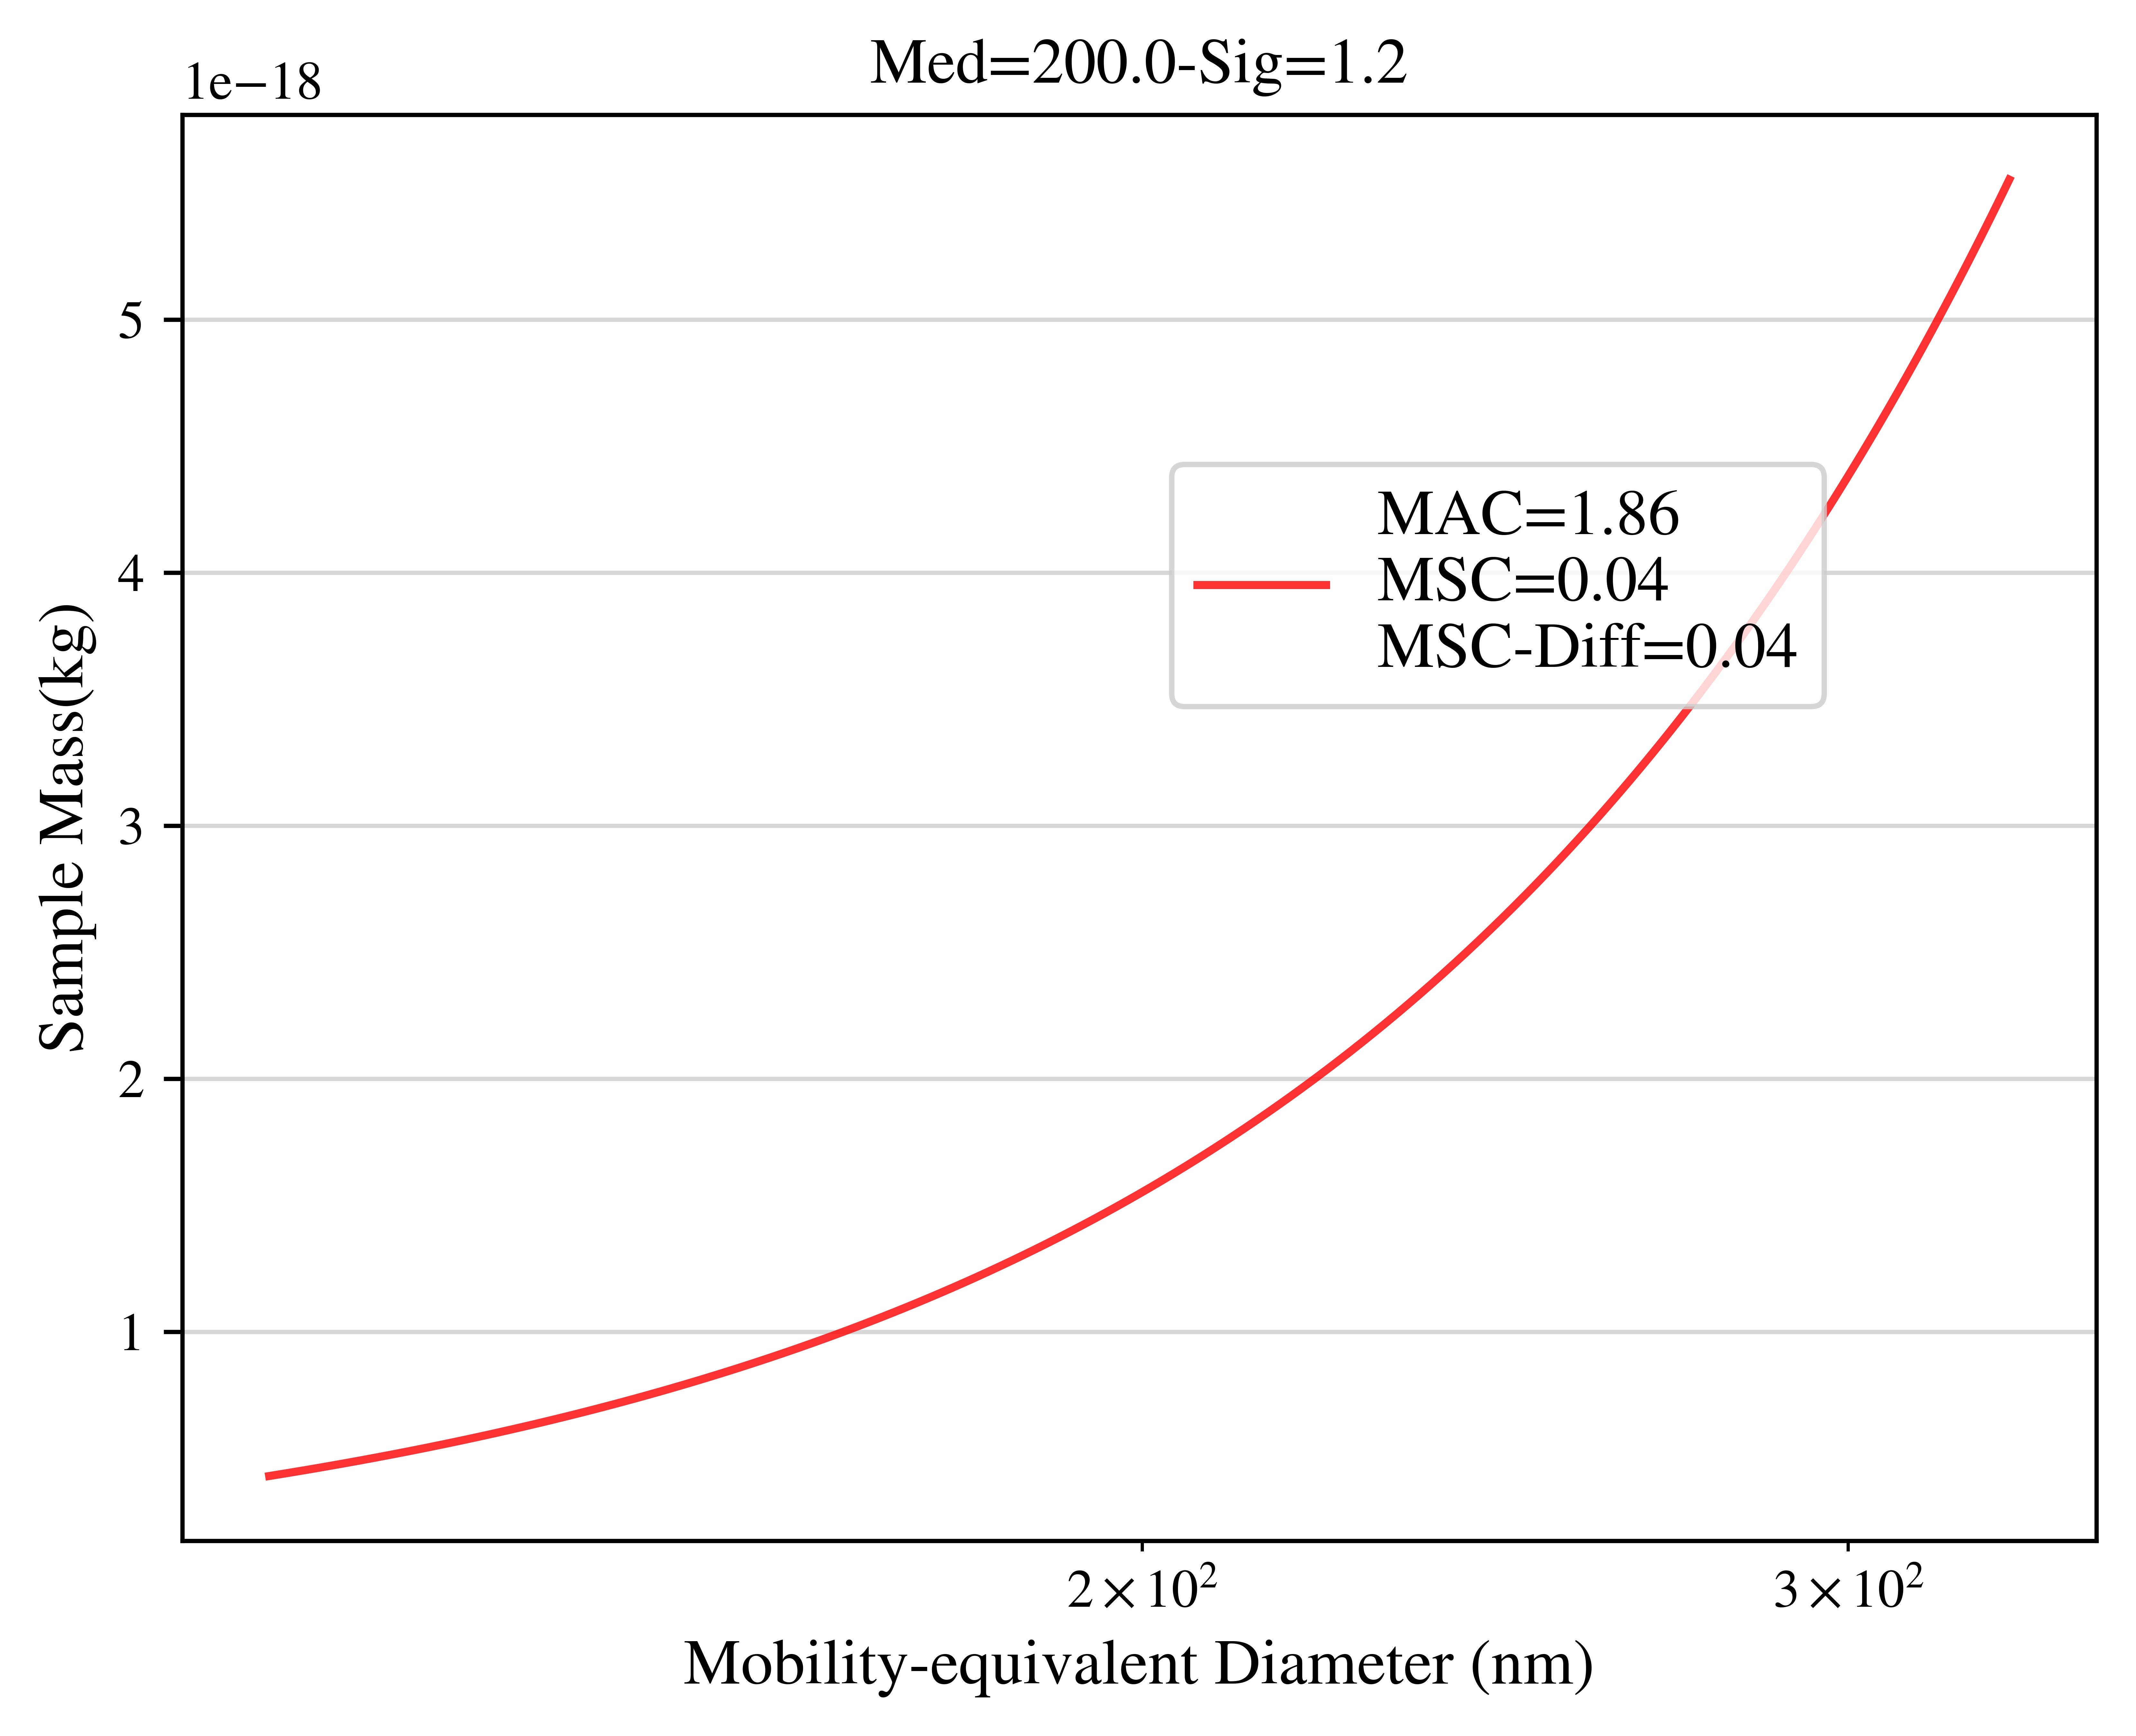 Med=200.0-Sig=1.2
1e−18
5
4
3
2
1
Sample Mass(kg)
MAC=1.86
MSC=0.04
MSC-Diff=0.04
2×10²
3×10²
Mobility-equivalent Diameter (nm)